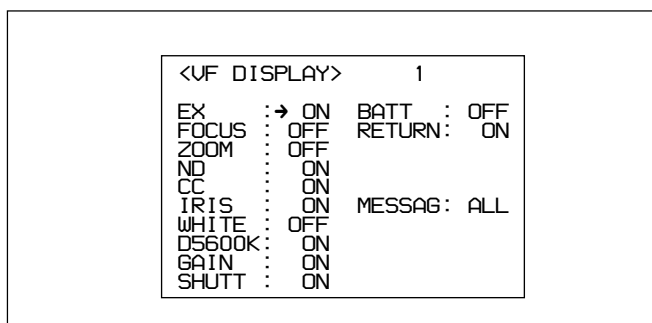 <VF DISPLAY> 1
EX :→ ON BATT : OFF
FOCUS : OFF RETURN: ON
ZOOM : OFF
ND : ON
CC : ON
IRIS : ON MESSAG: ALL
WHITE : OFF
D5600K: ON
GAIN : ON
SHUTT : ON